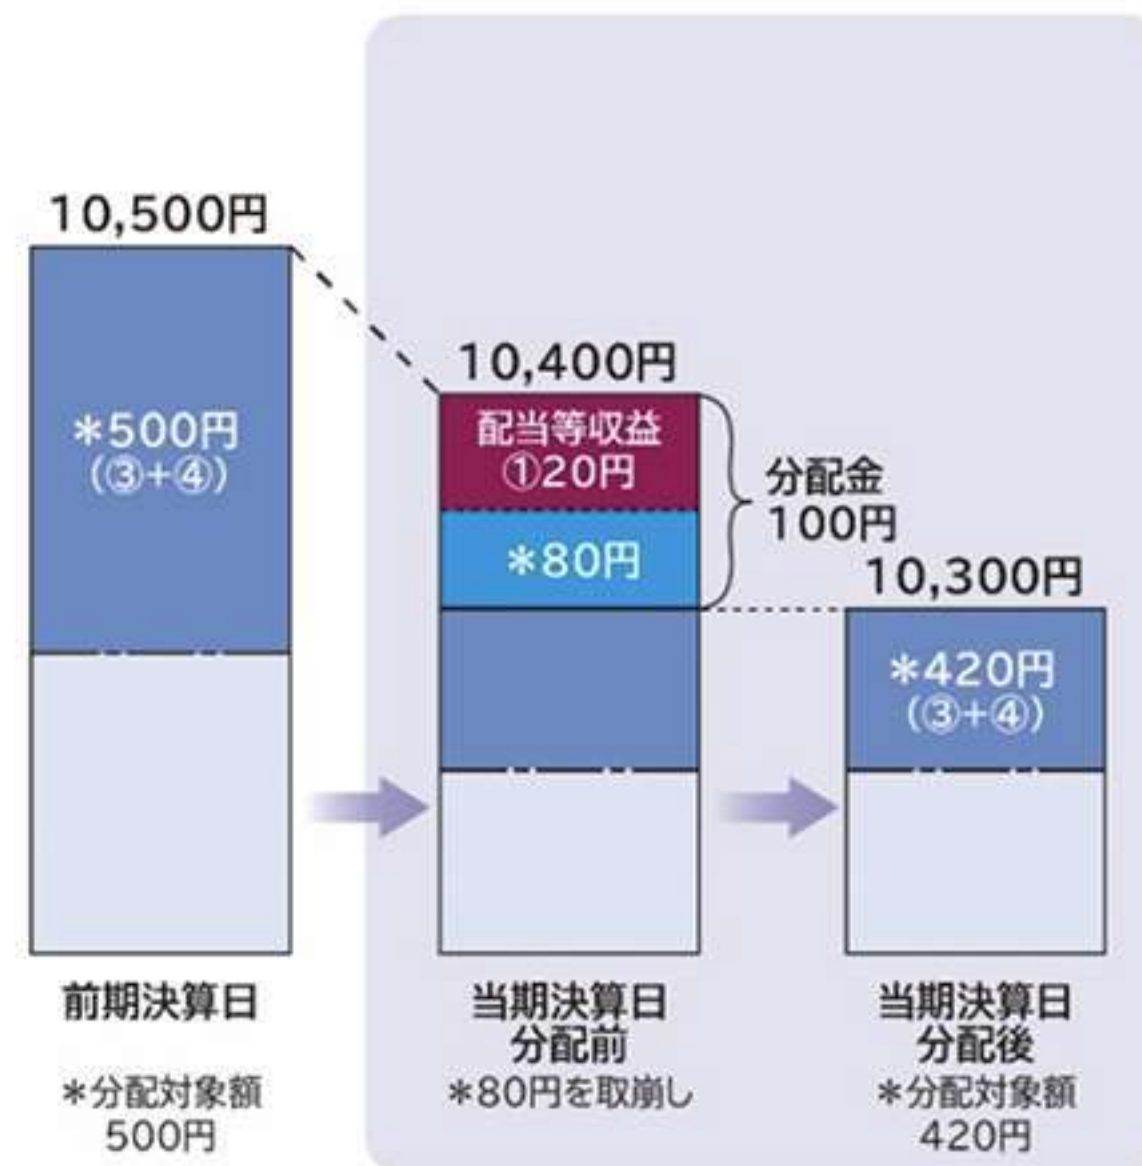 10,500円
*500円
(③+④)
10,400円
配当等収益
①20円
*80円
分配金
100円
10,300円
*420円
(③+④)
前期決算日
*分配対象額
500円
当期決算日
分配前
*80円を取崩し
当期決算日
分配後
*分配対象額
420円